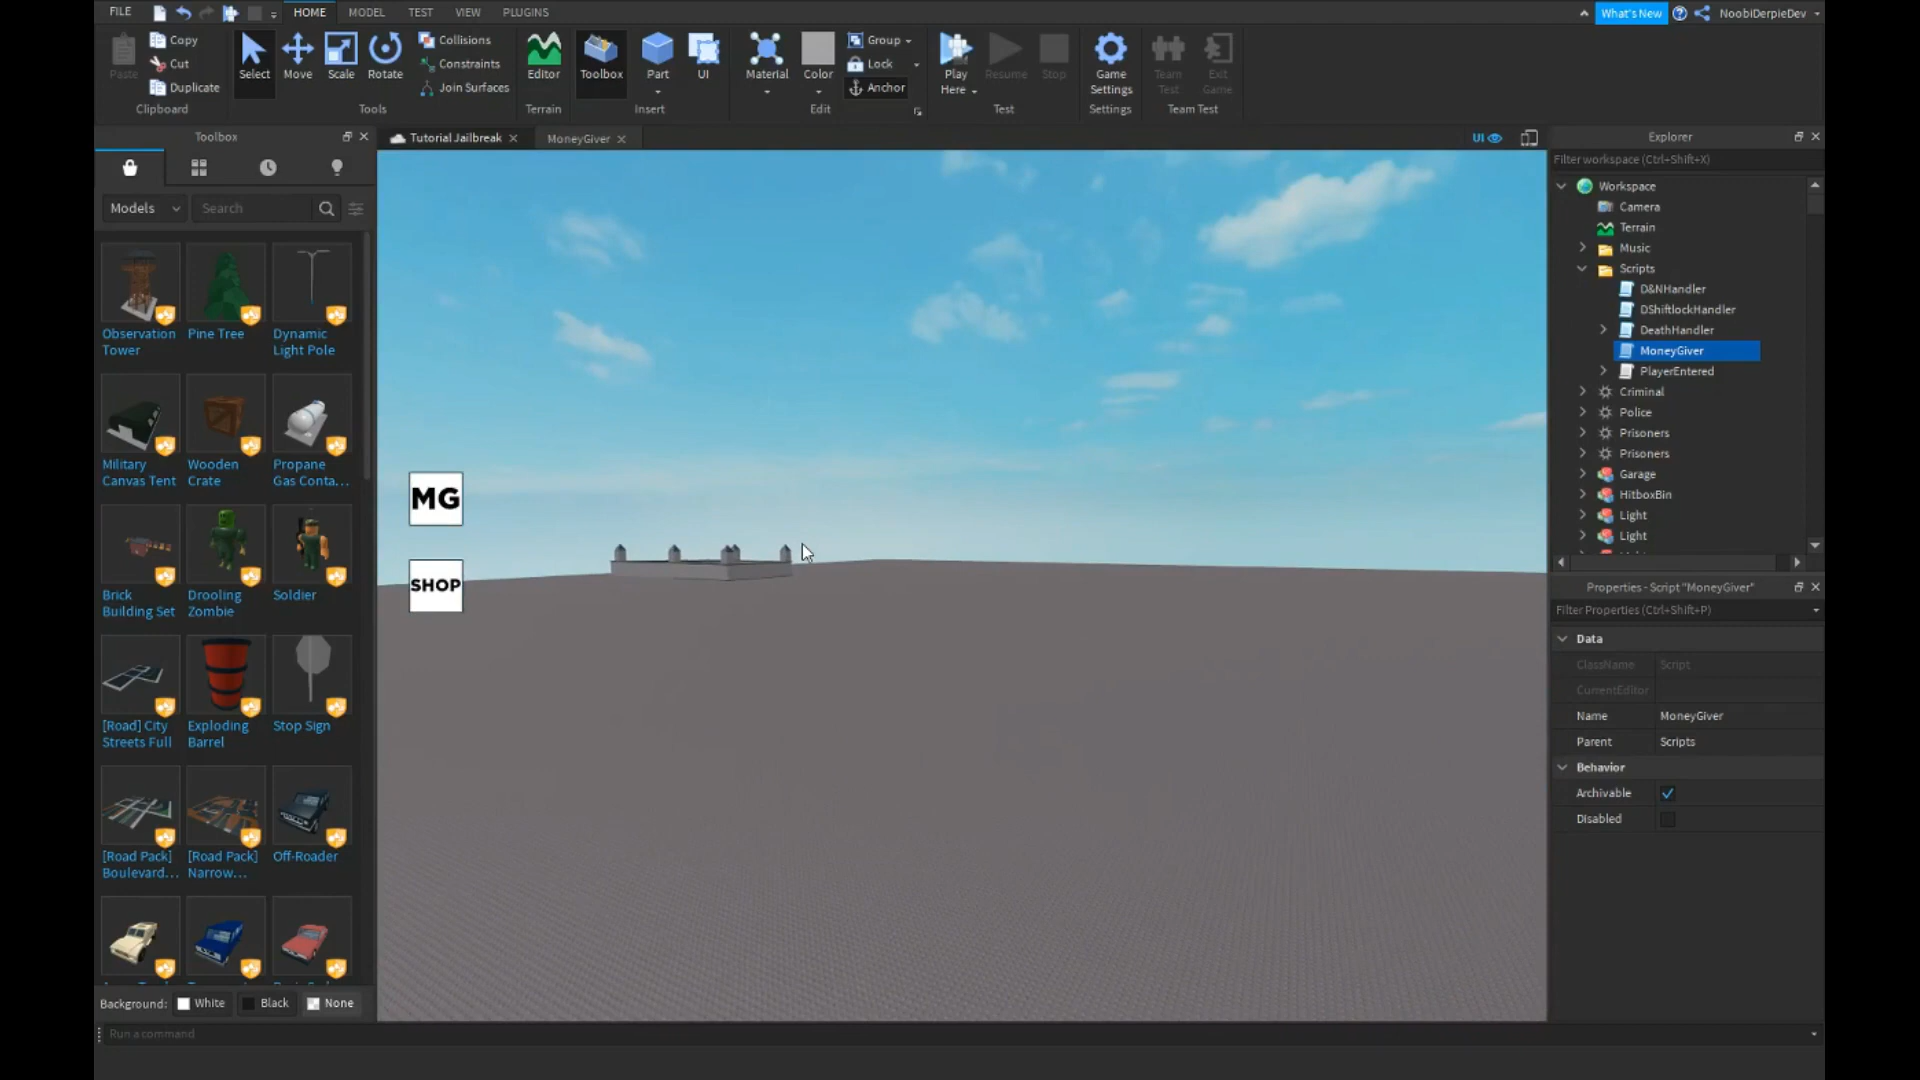 FILE HOME MODEL TEST VIEW PLUGINS What's New NoobiDerpieDev
Paste Copy Cut Duplicate Clipboard
Select Move Scale Rotate Collisions Constraints Join Surfaces Tools
Editor Terrain
Toolbox Part UI Insert
Material Color Group Lock Anchor Edit
Play Here Resume Stop Test
Game Settings Settings
Team Test Exit Game Team Test
Toolbox
Tutorial Jailbreak MoneyGiver UI
Models Search
Observation Tower
Pine Tree
Dynamic Light Pole
Military Canvas Tent
Wooden Crate
Propane Gas Conta...
Brick Building Set
Drooling Zombie
Soldier
[Road] City Streets Full
Exploding Barrel
Stop Sign
[Road Pack] Boulevard...
[Road Pack] Narrow...
Off-Roader
Background: White Black None
Run a command
MG
SHOP
Explorer
Filter workspace (Ctrl+Shift+X)
Workspace
Camera
Terrain
Music
Scripts
D&NHandler
DShiftlockHandler
DeathHandler
MoneyGiver
PlayerEntered
Criminal
Police
Prisoners
Prisoners
Garage
HitboxBin
Light
Light
Properties - Script "MoneyGiver"
Filter Properties (Ctrl+Shift+P)
Data
ClassName Script
CurrentEditor
Name MoneyGiver
Parent Scripts
Behavior
Archivable
Disabled